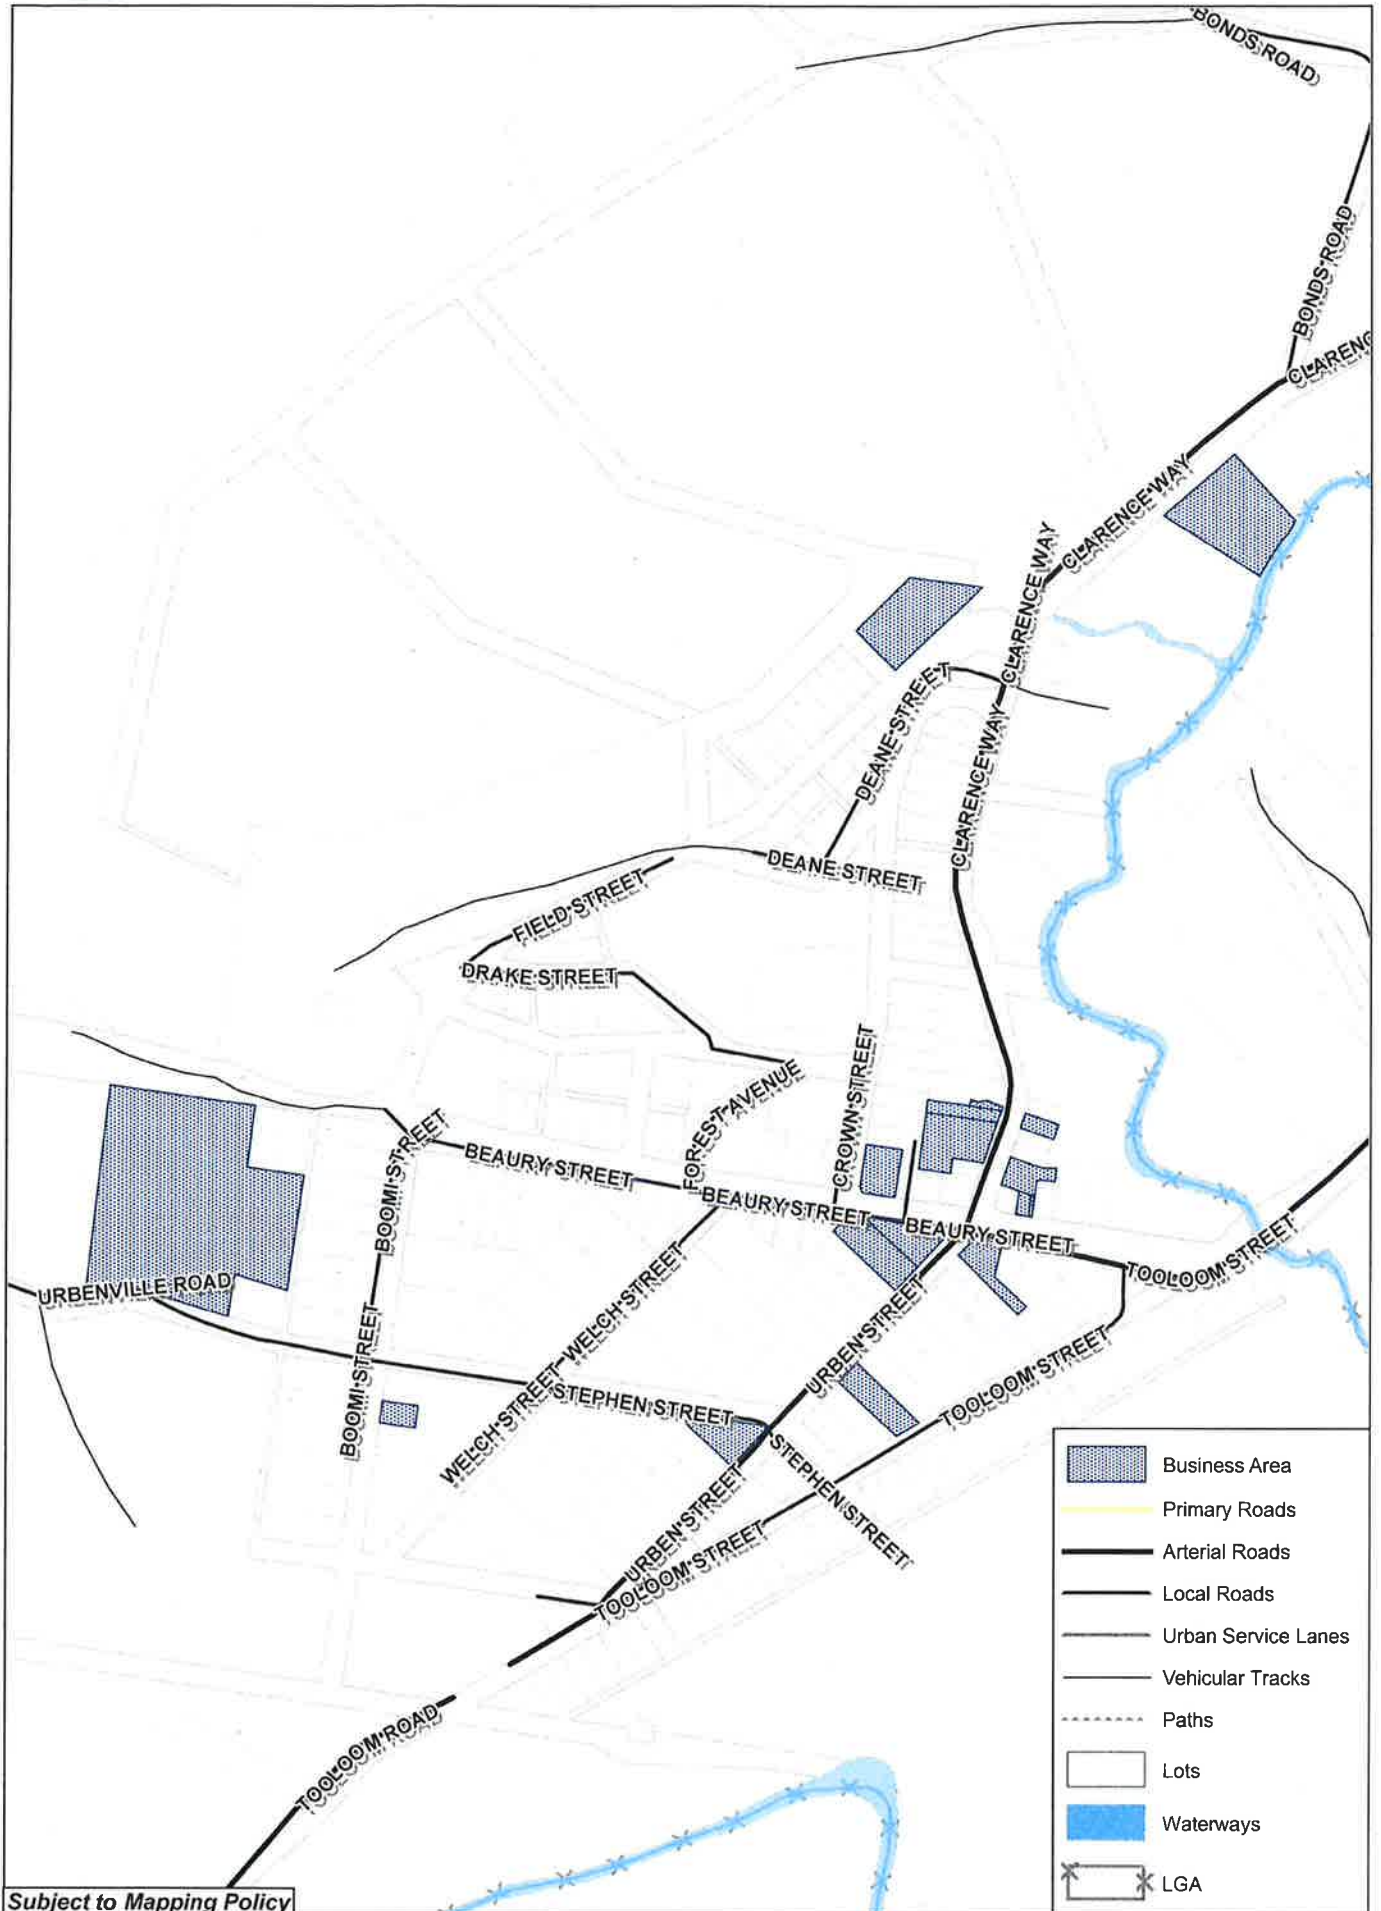 BONDS ROAD
BONDS ROAD
CLARENC
CLARENCE WAY
CLARENCE WAY
DEANE STREET
CLARENCE WAY
DEANE STREET
FIELD STREET
DRAKE STREET
CROWN STREET
FOREST AVENUE
BOOMI STREET
BEAURY STREET
BEAURY STREET
BEAURY STREET
TOOLOOM STREET
URBENVILLE ROAD
WELCH STREET
URBEN STREET
BOOMI STREET
WELCH STREET
STEPHEN STREET
TOOLOOM STREET
STEPHEN STREET
URBEN STREET
TOOLOOM STREET
TOOLOOM ROAD
Business Area
Primary Roads
Arterial Roads
Local Roads
Urban Service Lanes
Vehicular Tracks
Paths
Lots
Waterways
LGA
Subject to Mapping Policy